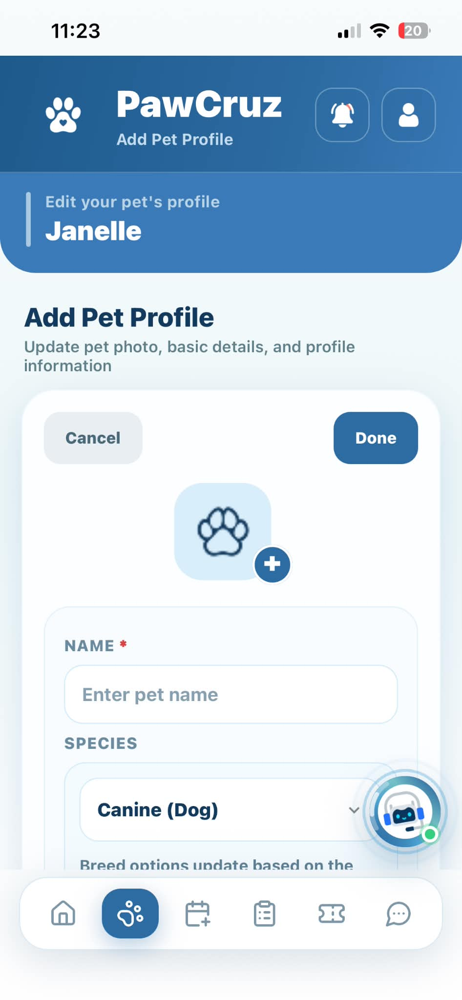 11:23
20
PawCruz
Add Pet Profile
Edit your pet's profile
Janelle
Add Pet Profile
Update pet photo, basic details, and profile
information
Cancel
Done
NAME *
Enter pet name
SPECIES
Canine (Dog)
Breed options update based on the